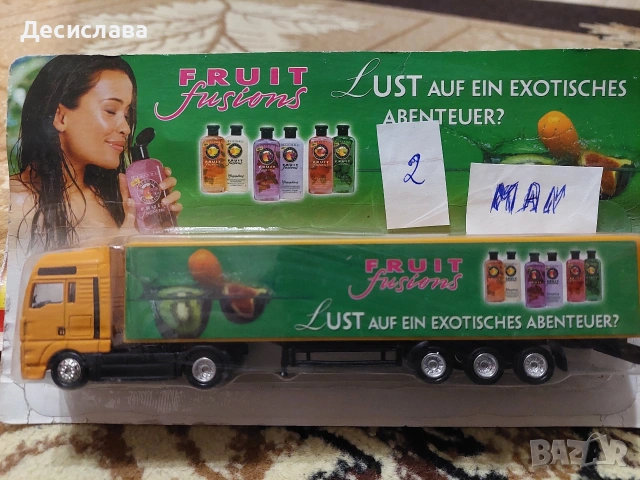 Десислава
FRUIT
fusions
LUST AUF EIN EXOTISCHES
ABENTEUER?
2
MAN
FRUIT
fusions
LUST AUF EIN EXOTISCHES ABENTEUER?
BAZAR